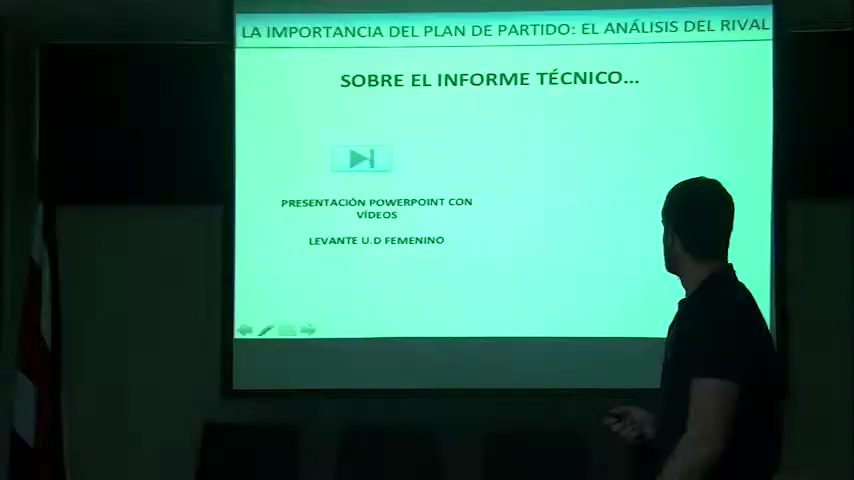 LA IMPORTANCIA DEL PLAN DE PARTIDO: EL ANÁLISIS DEL RIVAL
SOBRE EL INFORME TÉCNICO...
PRESENTACIÓN POWERPOINT CON
VÍDEOS
LEVANTE U.D FEMENINO